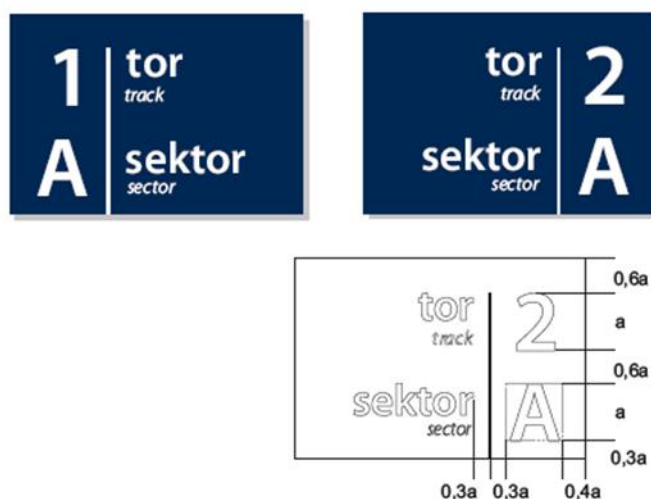 1 tor
track
A sektor
sector
tor 2
track
sektor A
sector
0,6a
tor 2 a
track
0,6a
sektor A a
sector
0,3a
0,3a 0,3a 0,4a